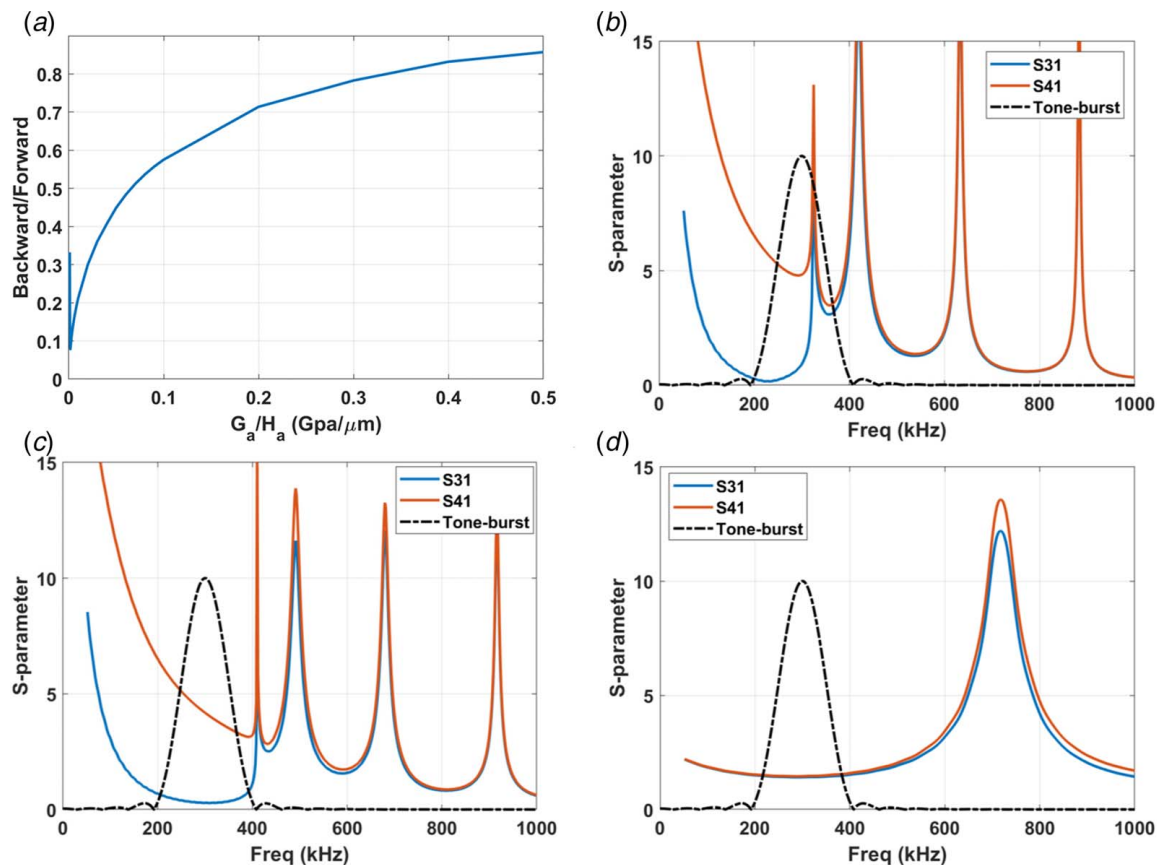 (a)
Backward/Forward
0.8
0.7
0.6
0.5
0.4
0.3
0.2
0.1
0
0 0.1 0.2 0.3 0.4 0.5
G_a/H_a (Gpa/μm)
(b)
S-parameter
15
10
5
0
S31
S41
Tone-burst
0 200 400 600 800 1000
Freq (kHz)
(c)
S-parameter
15
10
5
0
S31
S41
Tone-burst
0 200 400 600 800 1000
Freq (kHz)
(d)
S-parameter
15
10
5
0
S31
S41
Tone-burst
0 200 400 600 800 1000
Freq (kHz)